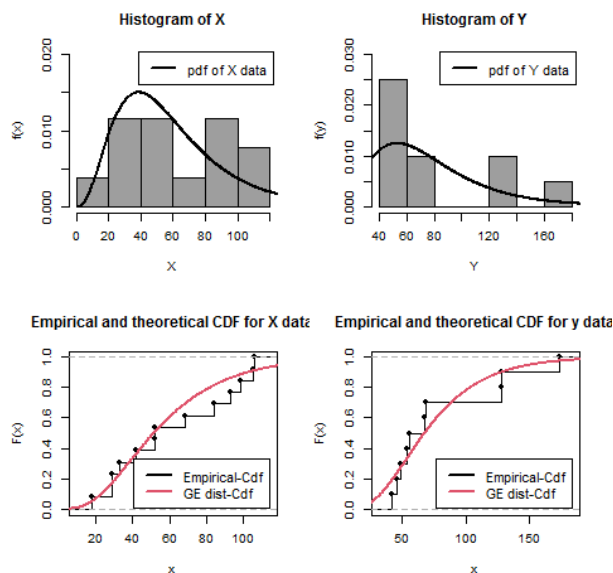 Histogram of X
f(x)
0.000
0.010
0.020
pdf of X data
0 20 40 60 80 100
X
Histogram of Y
f(y)
0.000
0.010
0.020
0.030
pdf of Y data
40 60 80 120 160
Y
Empirical and theoretical CDF for X data
F(x)
0.0 0.2 0.4 0.6 0.8 1.0
Empirical-Cdf
GE dist-Cdf
20 40 60 80 100
x
Empirical and theoretical CDF for y data
F(x)
0.0 0.2 0.4 0.6 0.8 1.0
Empirical-Cdf
GE dist-Cdf
50 100 150
x